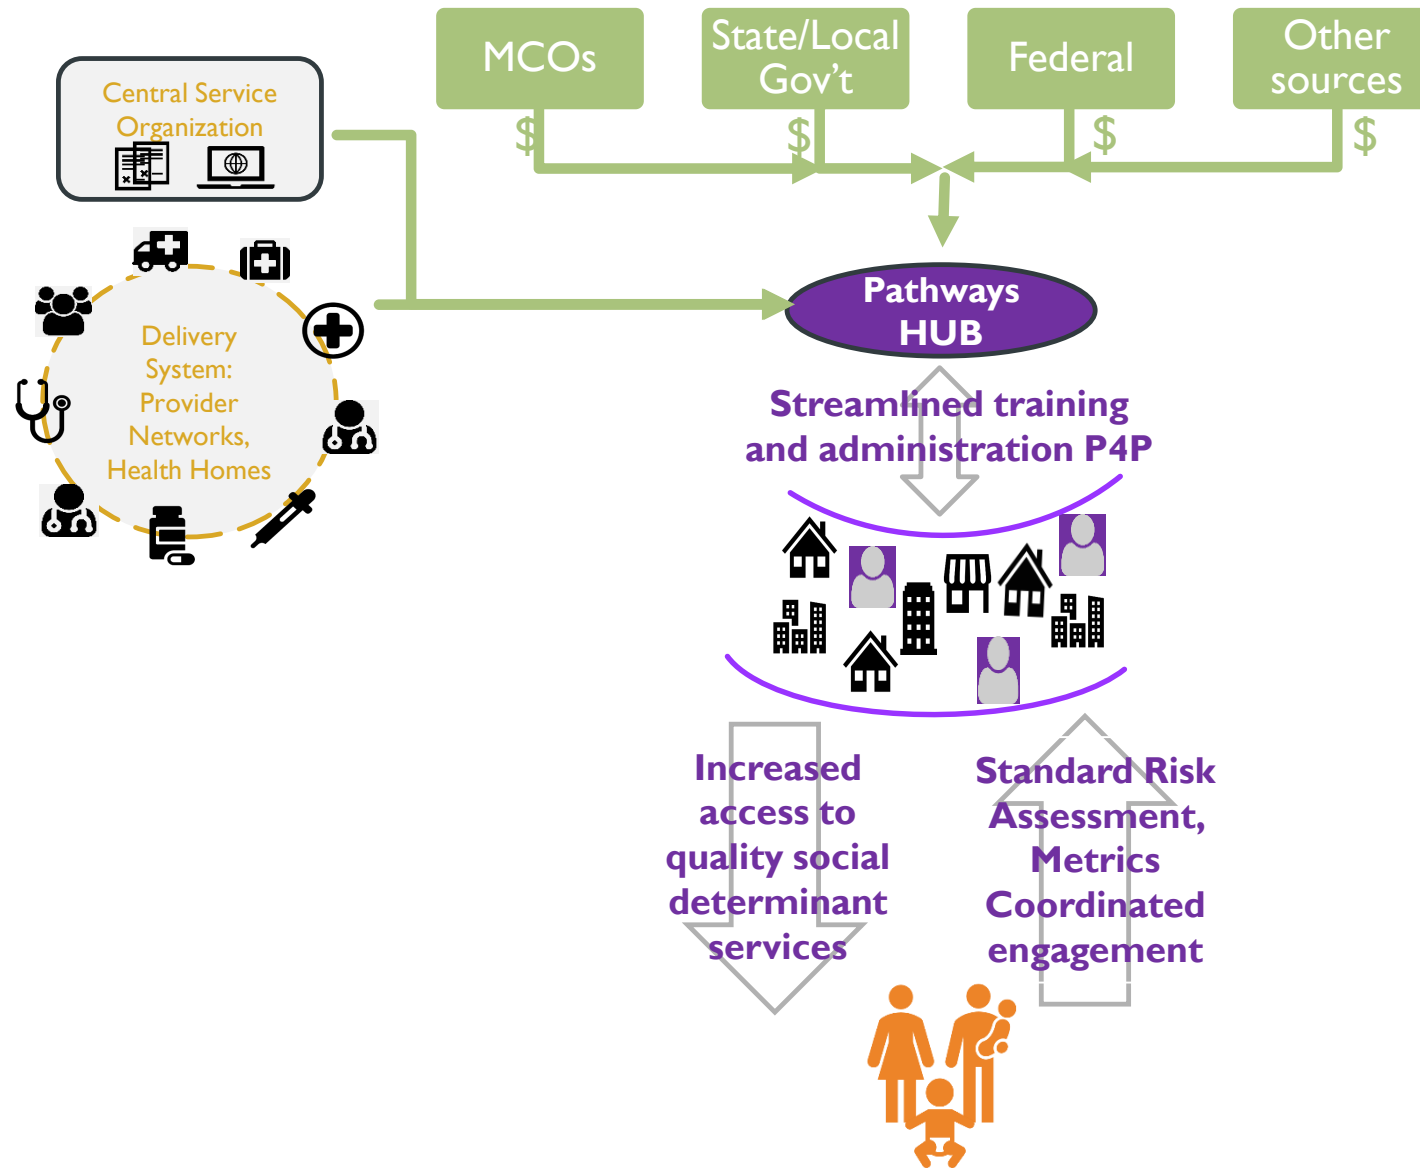 MCOs
State/Local
Gov't
Federal
Other
sources
$
$
$
$
Central Service
Organization
Delivery
System:
Provider
Networks,
Health Homes
Pathways
HUB
Streamlined training
and administration P4P
Increased
access to
quality social
determinant
services
Standard Risk
Assessment,
Metrics
Coordinated
engagement